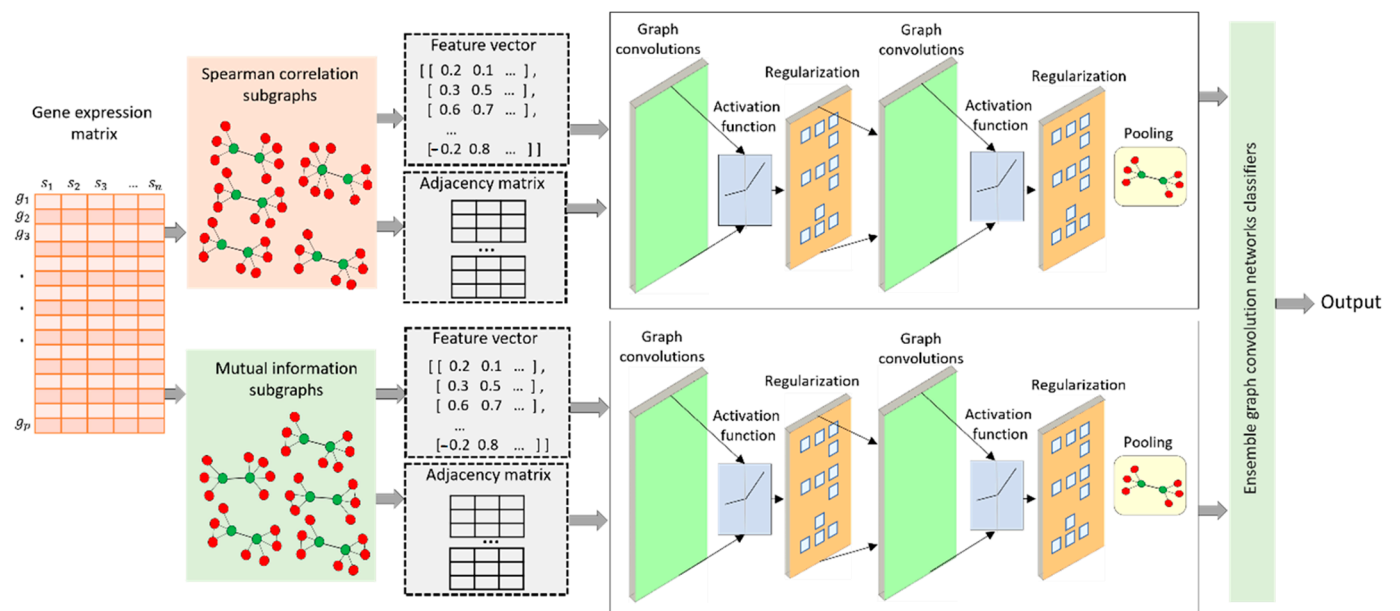 Gene expression
matrix
s1 s2 s3 ... sn
g1
g2
g3
.
.
.
gp
Spearman correlation
subgraphs
Mutual information
subgraphs
Feature vector
[[ 0.2 0.1 ... ],
[ 0.3 0.5 ... ],
[ 0.6 0.7 ... ],
...
[-0.2 0.8 ... ]]
Adjacency matrix
...
Feature vector
[[ 0.2 0.1 ... ],
[ 0.3 0.5 ... ],
[ 0.6 0.7 ... ],
...
[-0.2 0.8 ... ]]
Adjacency matrix
...
Graph
convolutions
Activation
function
Regularization
Graph
convolutions
Activation
function
Regularization
Pooling
Graph
convolutions
Activation
function
Regularization
Graph
convolutions
Activation
function
Regularization
Pooling
Ensemble graph convolution networks classifiers
Output